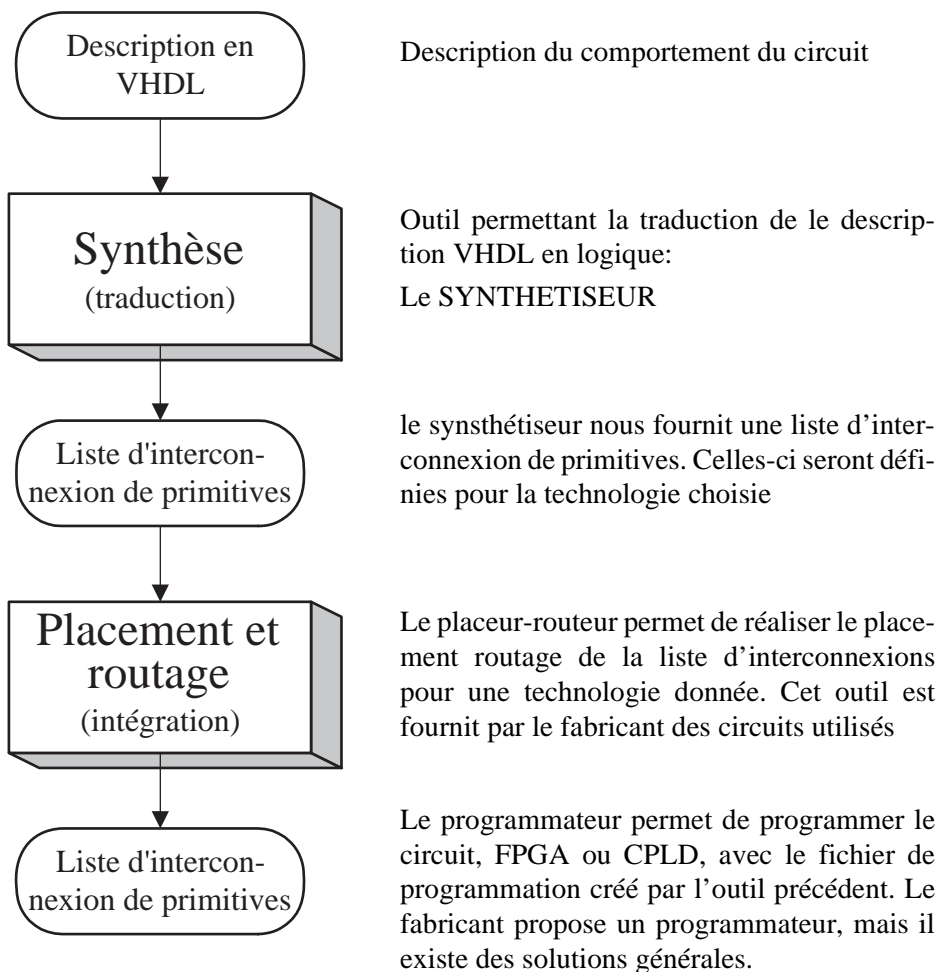 Description en
VHDL
Description du comportement du circuit
Synthèse
(traduction)
Outil permettant la traduction de le descrip-
tion VHDL en logique:
Le SYNTHETISEUR
Liste d'intercon-
nexion de primitives
le synsthétiseur nous fournit une liste d’inter-
connexion de primitives. Celles-ci seront défi-
nies pour la technologie choisie
Placement et
routage
(intégration)
Le placeur-routeur permet de réaliser le place-
ment routage de la liste d’interconnexions
pour une technologie donnée. Cet outil est
fournit par le fabricant des circuits utilisés
Liste d'intercon-
nexion de primitives
Le programmateur permet de programmer le
circuit, FPGA ou CPLD, avec le fichier de
programmation créé par l’outil précédent. Le
fabricant propose un programmateur, mais il
existe des solutions générales.